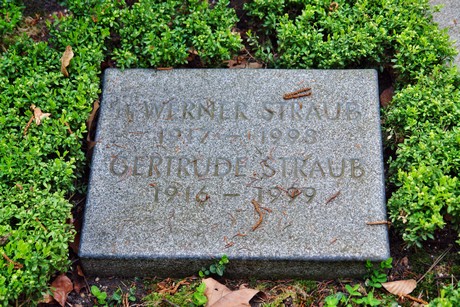 WERNER STRAUB
1917 – 1998
GERTRUDE STRAUB
1916 – 1999